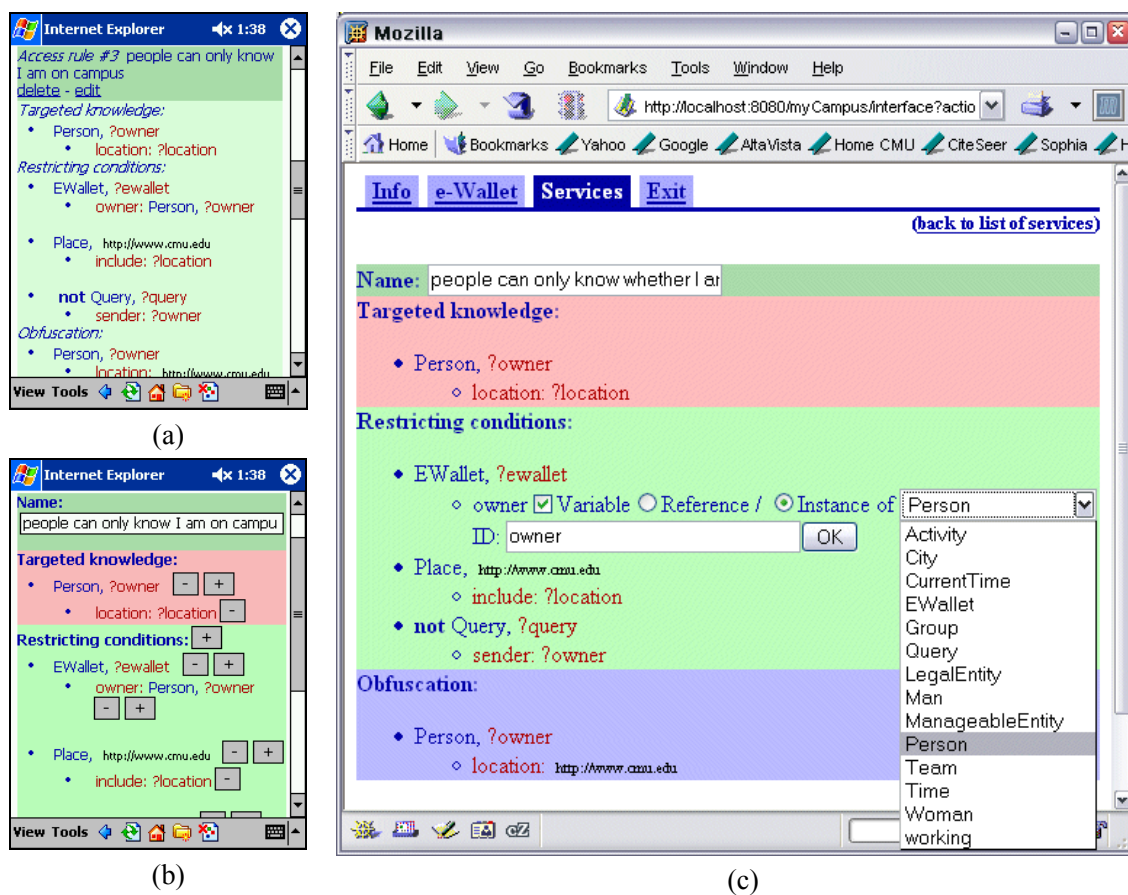 Internet Explorer 1:38
Access rule #3 people can only know
I am on campus
delete - edit
Targeted knowledge:
• Person, ?owner
• location: ?location
Restricting conditions:
• EWallet, ?ewallet
• owner: Person, ?owner
• Place, http://www.cmu.edu
• include: ?location
• not Query, ?query
• sender: ?owner
Obfuscation:
• Person, ?owner
• location: http://www.cmu.edu
View Tools
(a)
Internet Explorer 1:38
Name:
people can only know I am on campu
Targeted knowledge:
• Person, ?owner - +
• location: ?location -
Restricting conditions: +
• EWallet, ?ewallet - +
• owner: Person, ?owner
- +
• Place, http://www.cmu.edu - +
• include: ?location -
View Tools
(b)
Mozilla
File Edit View Go Bookmarks Tools Window Help
http://localhost:8080/myCampus/interface?actio
Home Bookmarks Yahoo Google AltaVista Home CMU CiteSeer Sophia H
Info e-Wallet Services Exit
(back to list of services)
Name: people can only know whether I ar
Targeted knowledge:
Person, ?owner
location: ?location
Restricting conditions:
EWallet, ?ewallet
owner Variable Reference / Instance of Person
ID: owner OK
Place, http://www.cmu.edu
include: ?location
not Query, ?query
sender: ?owner
Obfuscation:
Person, ?owner
location: http://www.cmu.edu
Activity
City
CurrentTime
EWallet
Group
Query
LegalEntity
Man
ManageableEntity
Person
Team
Time
Woman
working
(c)